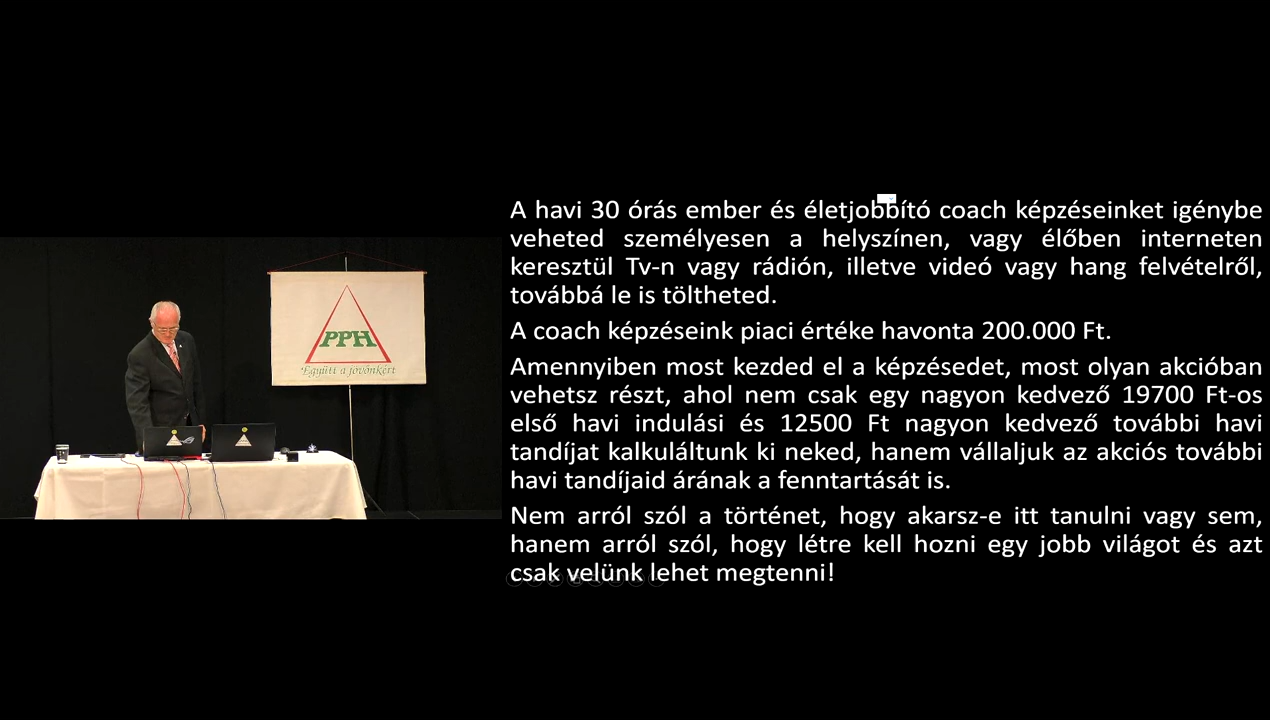 PPH
Együtt a jövőnkért
A havi 30 órás ember és életjobbító coach képzéseinket igénybe
veheted személyesen a helyszínen, vagy élőben interneten
keresztül Tv-n vagy rádión, illetve videó vagy hang felvételről,
továbbá le is töltheted.
A coach képzéseink piaci értéke havonta 200.000 Ft.
Amennyiben most kezded el a képzésedet, most olyan akcióban
vehetsz részt, ahol nem csak egy nagyon kedvező 19700 Ft-os
első havi indulási és 12500 Ft nagyon kedvező további havi
tandíjat kalkuláltunk ki neked, hanem vállaljuk az akciós további
havi tandíjaid árának a fenntartását is.
Nem arról szól a történet, hogy akarsz-e itt tanulni vagy sem,
hanem arról szól, hogy létre kell hozni egy jobb világot és azt
csak velünk lehet megtenni!